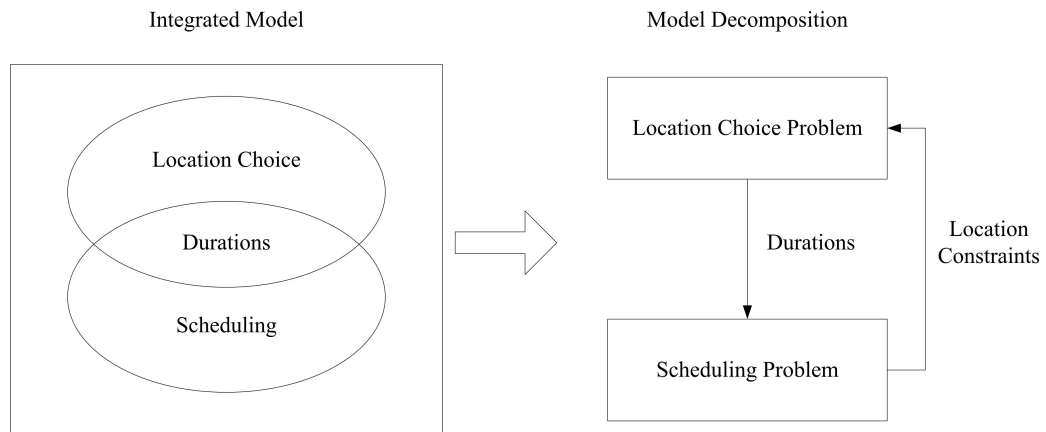 Integrated Model
Location Choice
Durations
Scheduling
Model Decomposition
Location Choice Problem
Durations
Location
Constraints
Scheduling Problem